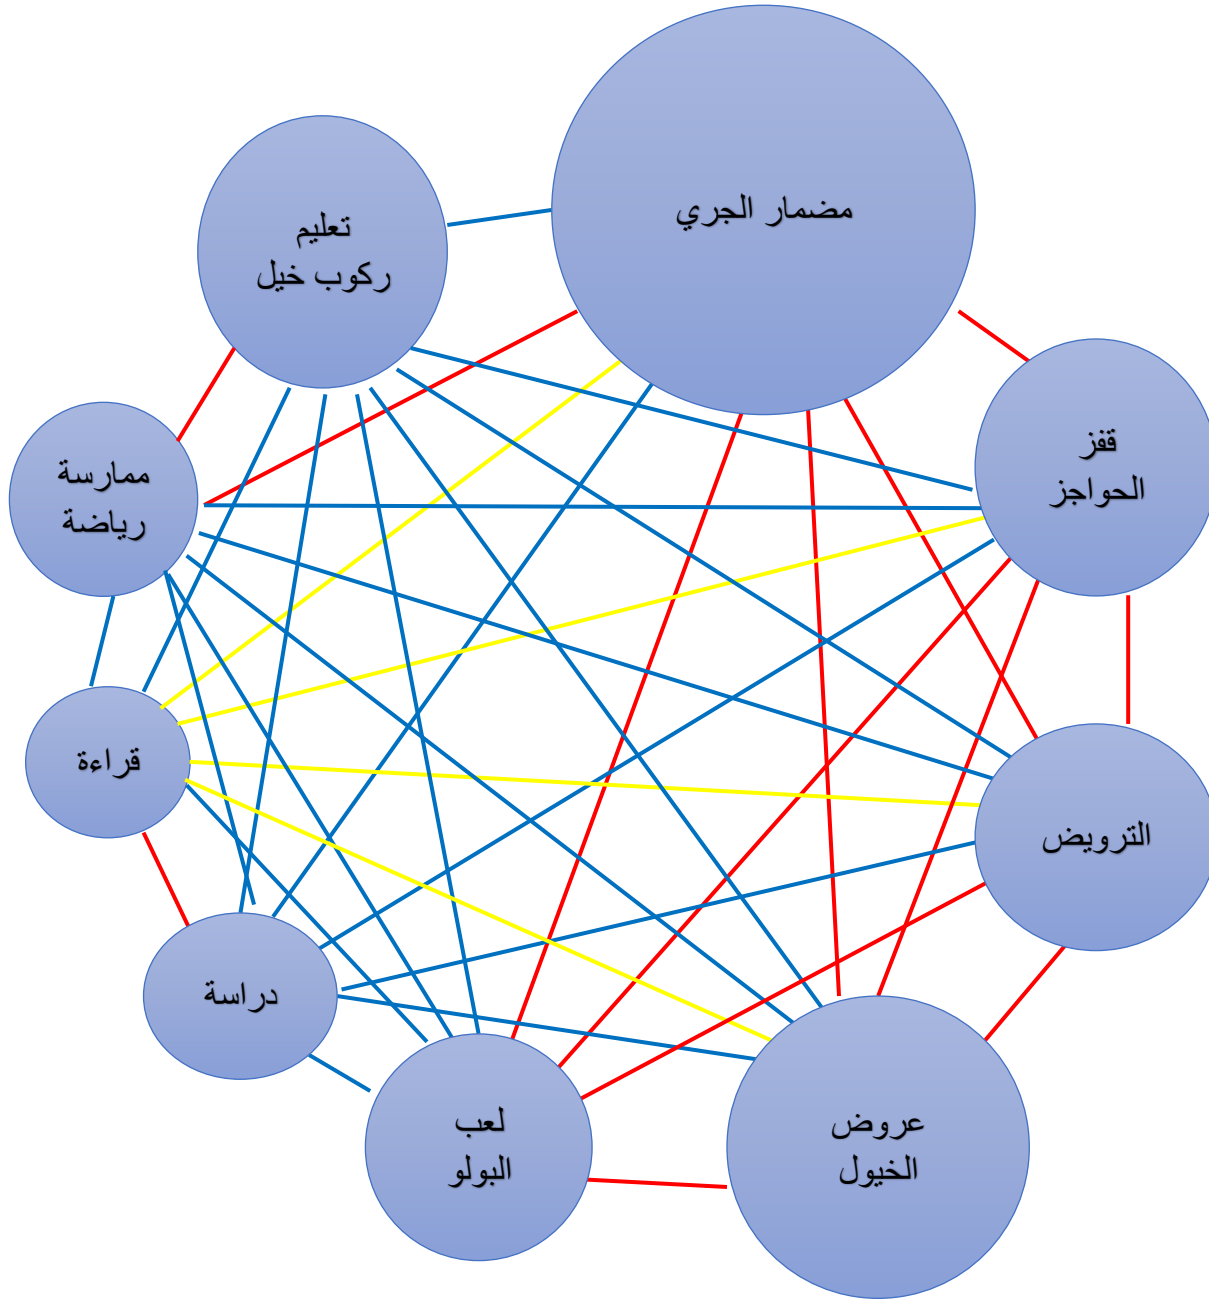 مضمار الجري
تعليم
ركوب خيل
قفز
الحواجز
ممارسة
رياضة
قراءة
الترويض
دراسة
لعب
البولو
عروض
الخيول